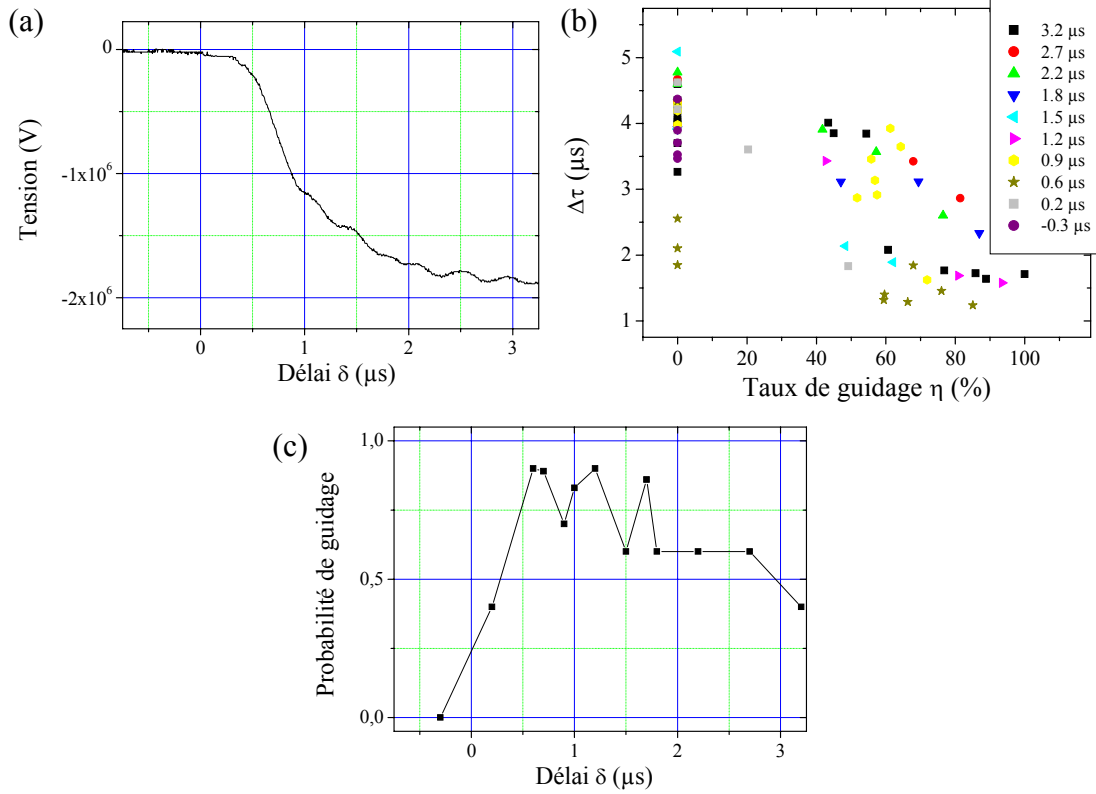 (a)
0
-1x10⁶
-2x10⁶
Tension (V)
0 1 2 3
Délai δ (µs)
(b)
5
4
3
2
1
Δτ (µs)
0 20 40 60 80 100
Taux de guidage η (%)
3.2 µs
2.7 µs
2.2 µs
1.8 µs
1.5 µs
1.2 µs
0.9 µs
0.6 µs
0.2 µs
-0.3 µs
(c)
1,0
0,5
0,0
Probabilité de guidage
0 1 2 3
Délai δ (µs)